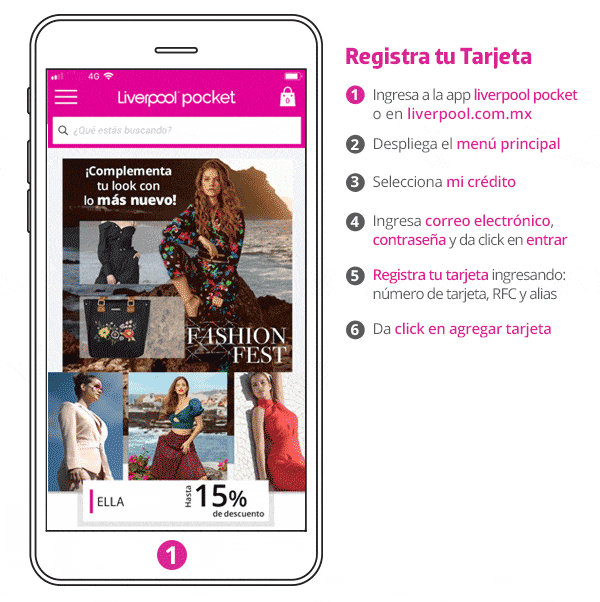 4G
Liverpool pocket
0
¿Qué estás buscando?
¡Complementa
tu look con
lo más nuevo!
FASHION
FEST
ELLA
Hasta
15%
de descuento
1
Registra tu Tarjeta
1 Ingresa a la app liverpool pocket
o en liverpool.com.mx
2 Despliega el menú principal
3 Selecciona mi crédito
4 Ingresa correo electrónico,
contraseña y da click en entrar
5 Registra tu tarjeta ingresando:
número de tarjeta, RFC y alias
6 Da click en agregar tarjeta